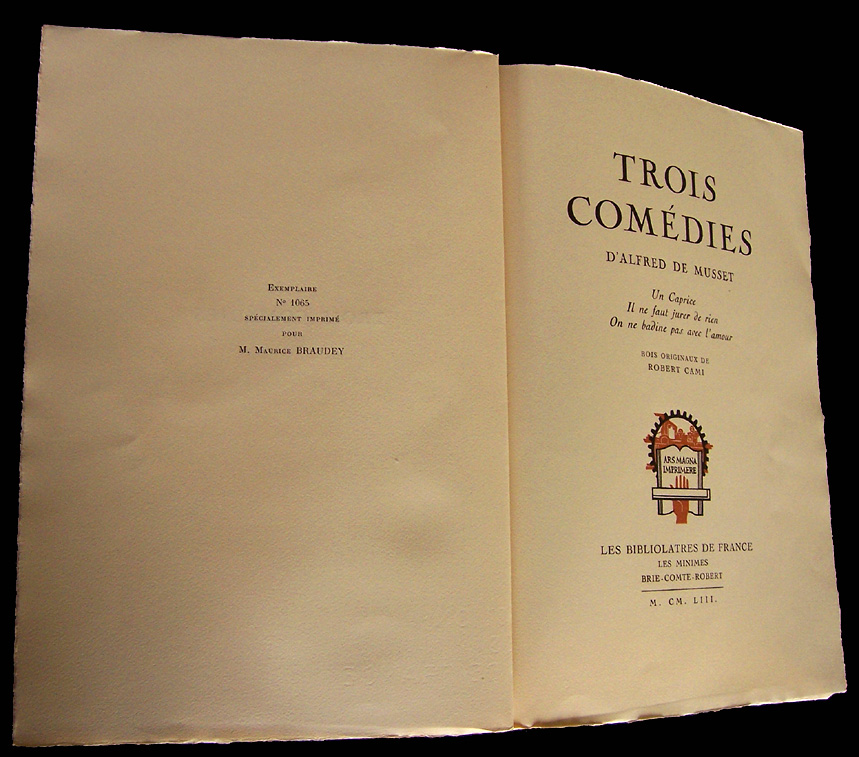 EXEMPLAIRE
Nº 1065
SPÉCIALEMENT IMPRIMÉ
POUR
M. MAURICE BRAUDEY
TROIS
COMÉDIES
D'ALFRED DE MUSSET
Un Caprice
Il ne faut jurer de rien
On ne badine pas avec l'amour
BOIS ORIGINAUX DE
ROBERT CAMI
ARS MAGNA
IMPRIMERE
LES BIBLIOLATRES DE FRANCE
LES MINIMES
BRIE-COMTE-ROBERT
M. CM. LIII.